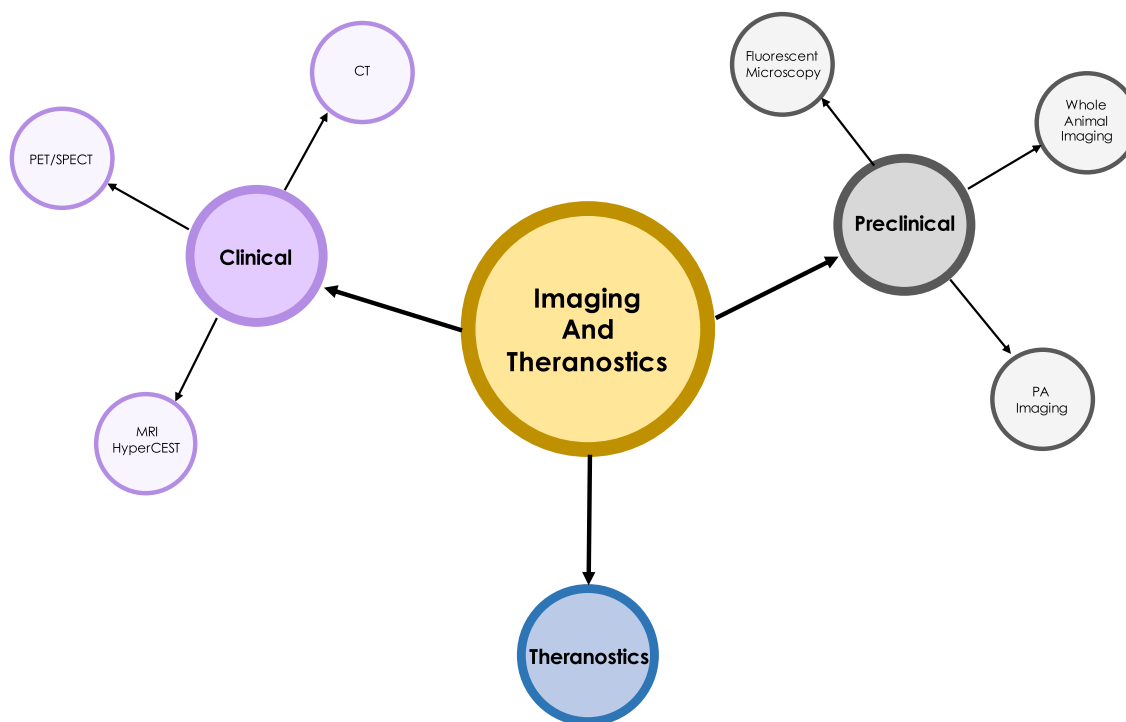 CT
PET/SPECT
Clinical
MRI
HyperCEST
Imaging
And
Theranostics
Fluorescent
Microscopy
Whole
Animal
Imaging
Preclinical
PA
Imaging
Theranostics